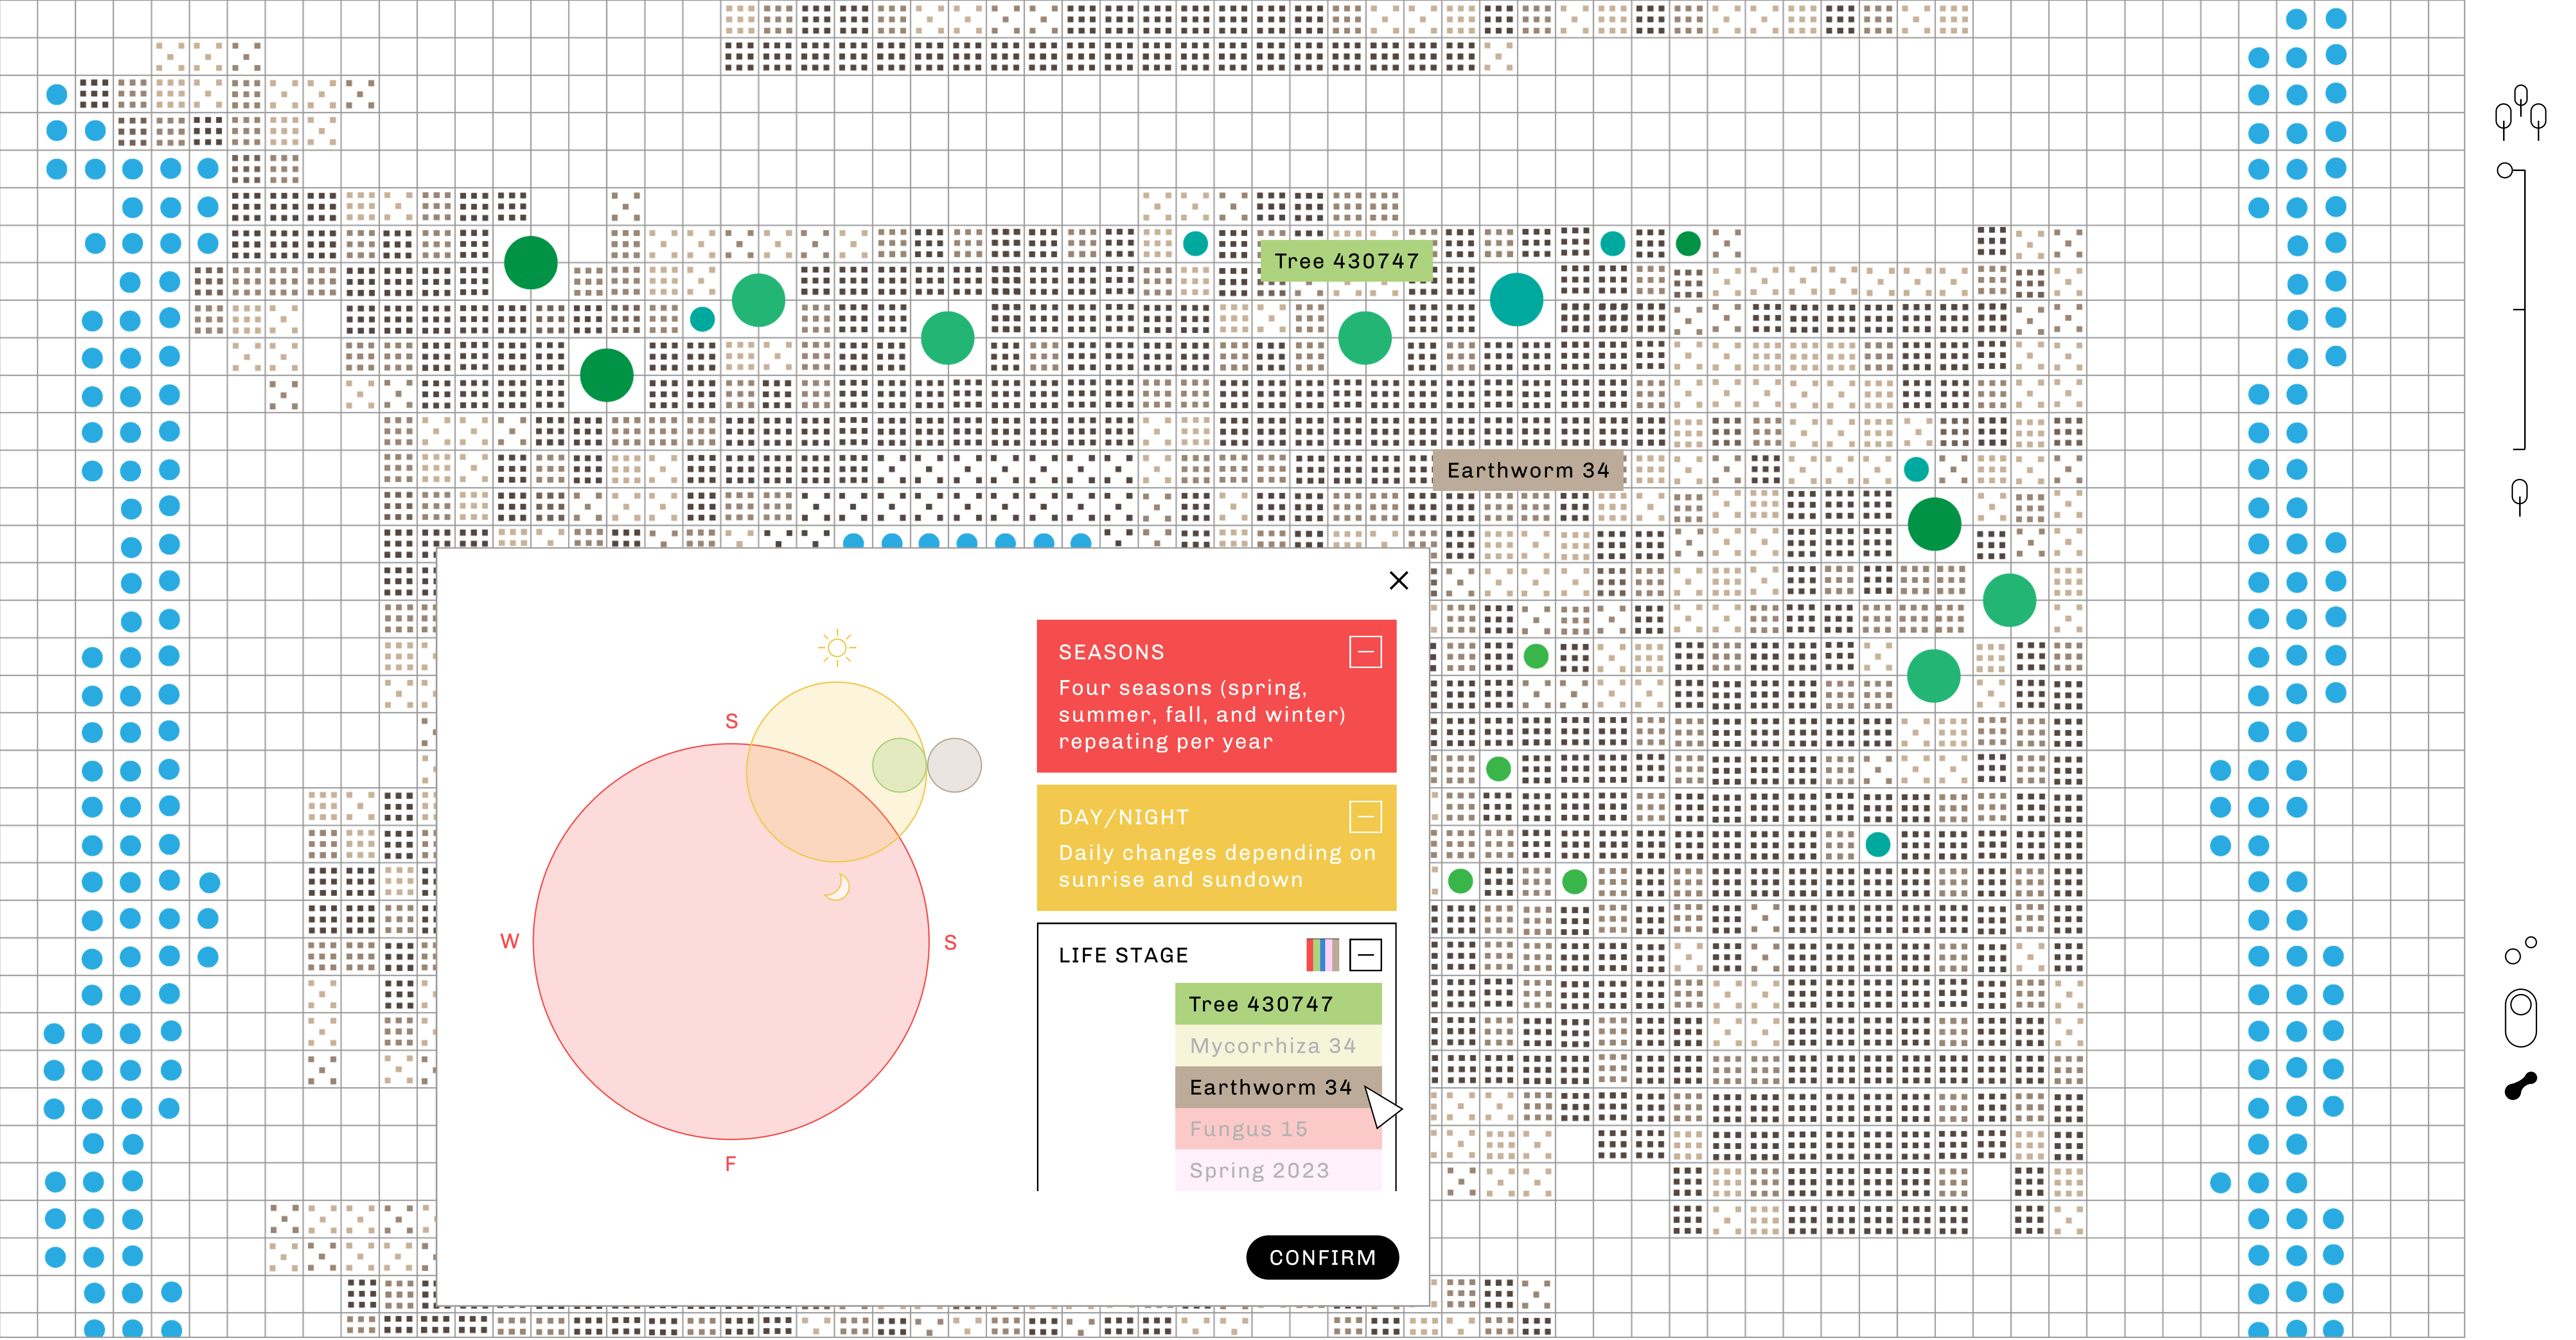 Tree 430747
Earthworm 34
S
W
S
F
SEASONS
Four seasons (spring,
summer, fall, and winter)
repeating per year
DAY/NIGHT
Daily changes depending on
sunrise and sundown
LIFE STAGE
Tree 430747
Mycorrhiza 34
Earthworm 34
Fungus 15
Spring 2023
CONFIRM